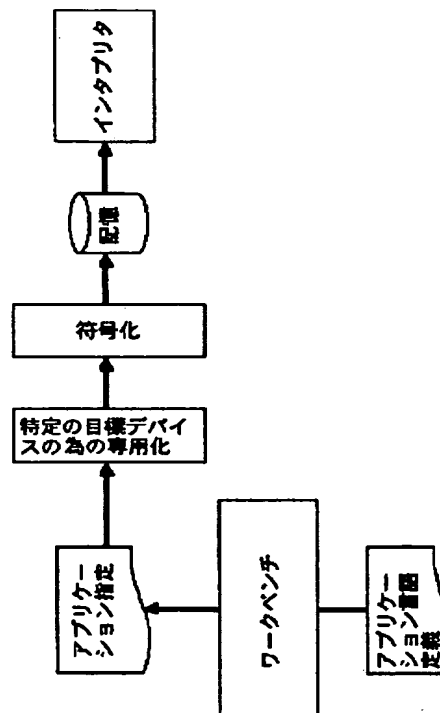 アプリケー
ション言語
定義
ワークベンチ
アプリケー
ション指定
特定の目標デバイ
スの為の専用化
符号化
記憶
インタプリタ